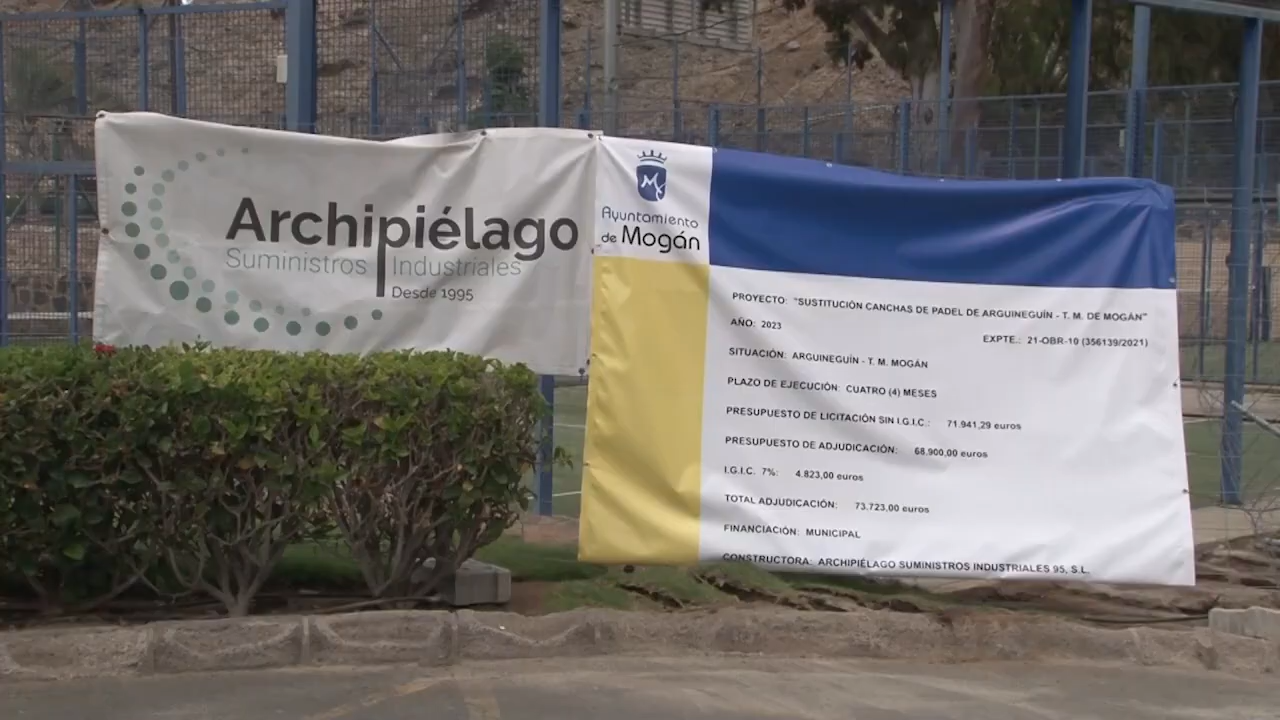 Archipiélago
Suministros Industriales
Desde 1995
Ayuntamiento
de Mogán
PROYECTO: "SUSTITUCIÓN CANCHAS DE PADEL DE ARGUINEGUÍN - T. M. DE MOGÁN"
AÑO: 2023
EXPTE.: 21-OBR-10 (356139/2021)
SITUACIÓN: ARGUINEGUÍN - T. M. MOGÁN
PLAZO DE EJECUCIÓN: CUATRO (4) MESES
PRESUPUESTO DE LICITACIÓN SIN I.G.I.C.: 71.941,29 euros
PRESUPUESTO DE ADJUDICACIÓN: 68.900,00 euros
I.G.I.C. 7%: 4.823,00 euros
TOTAL ADJUDICACIÓN: 73.723,00 euros
FINANCIACIÓN: MUNICIPAL
CONSTRUCTORA: ARCHIPIÉLAGO SUMINISTROS INDUSTRIALES 95, S.L.